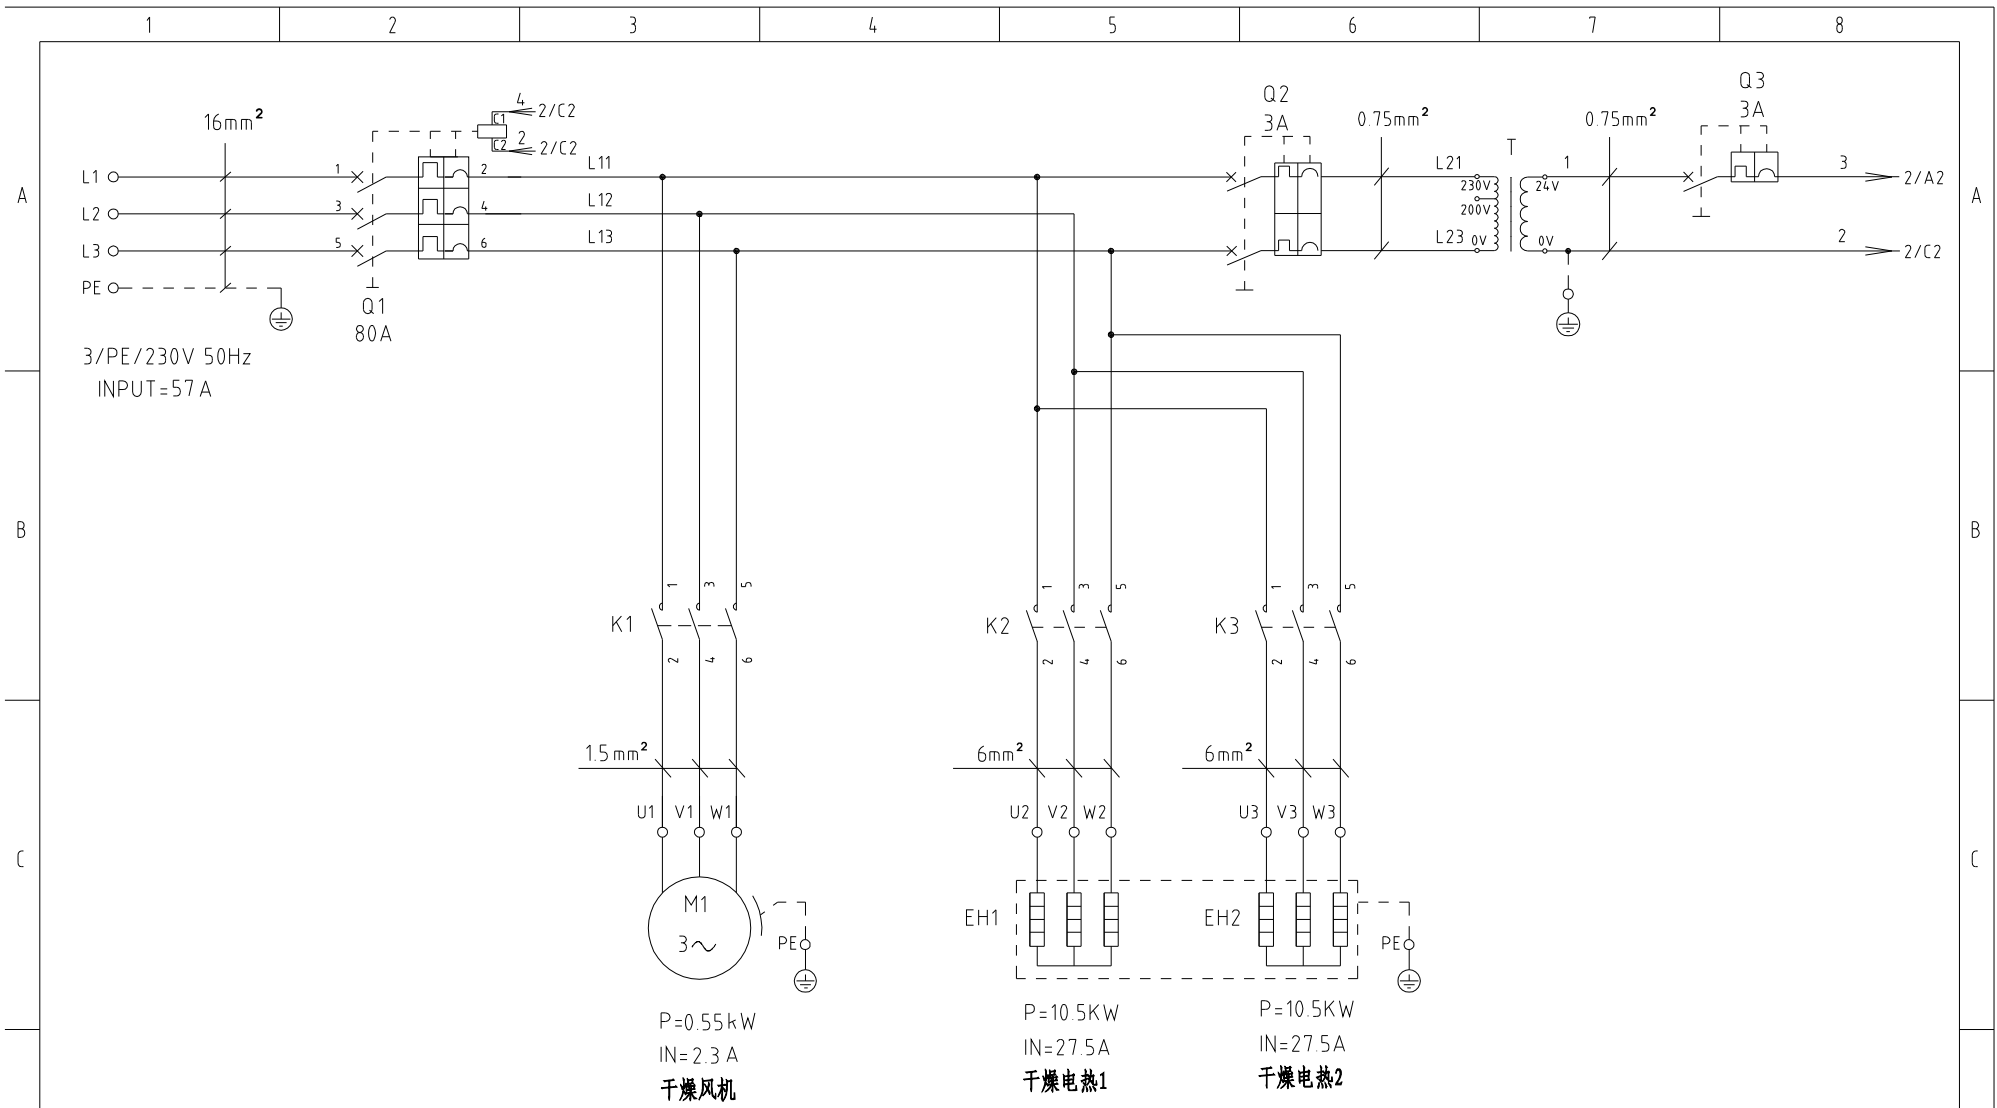 1 2 3 4 5 6 7 8
Q3
3A
Q2
3A
16mm²
4 2/C2
C1
2
C2 2/C2
0.75mm²
0.75mm²
T
A
L1
1
2
L11
L21
230V
24V
1
3
2/A2
A
L2
3
4
L12
200V
L3
5
6
L13
L23 0V
0V
2
2/C2
PE
Q1
80A
3/PE/230V 50Hz
INPUT=57A
B
B
1 3 5
K1
2 4 6
1 3 5
K2
2 4 6
1 3 5
K3
2 4 6
1.5mm²
6mm²
6mm²
U1 V1 W1
U2 V2 W2
U3 V3 W3
C
C
M1
3~
PE
EH1
EH2
PE
P=0.55kW
IN=2.3A
干燥风机
P=10.5KW
IN=27.5A
干燥电热1
P=10.5KW
IN=27.5A
干燥电热2